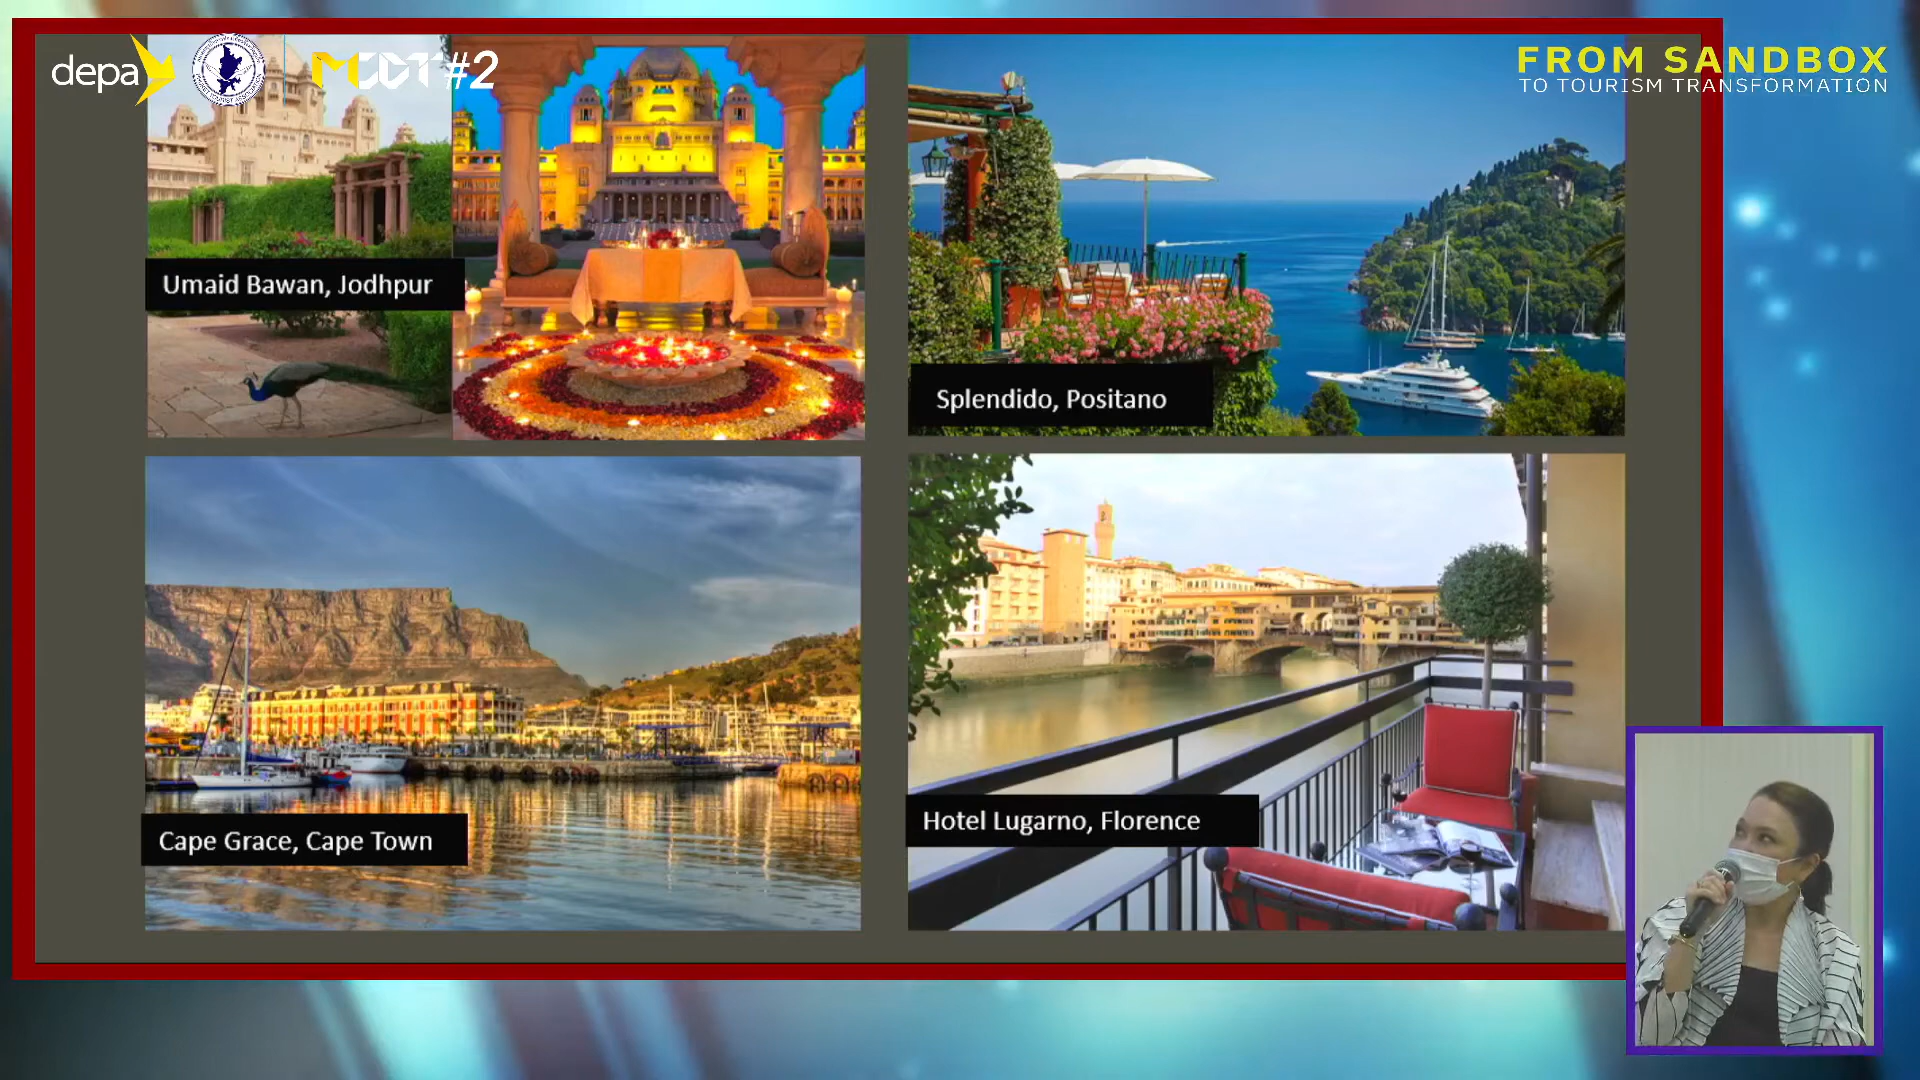 depa
MCDT#2
FROM SANDBOX
TO TOURISM TRANSFORMATION
Umaid Bawan, Jodhpur
Splendido, Positano
Cape Grace, Cape Town
Hotel Lugarno, Florence